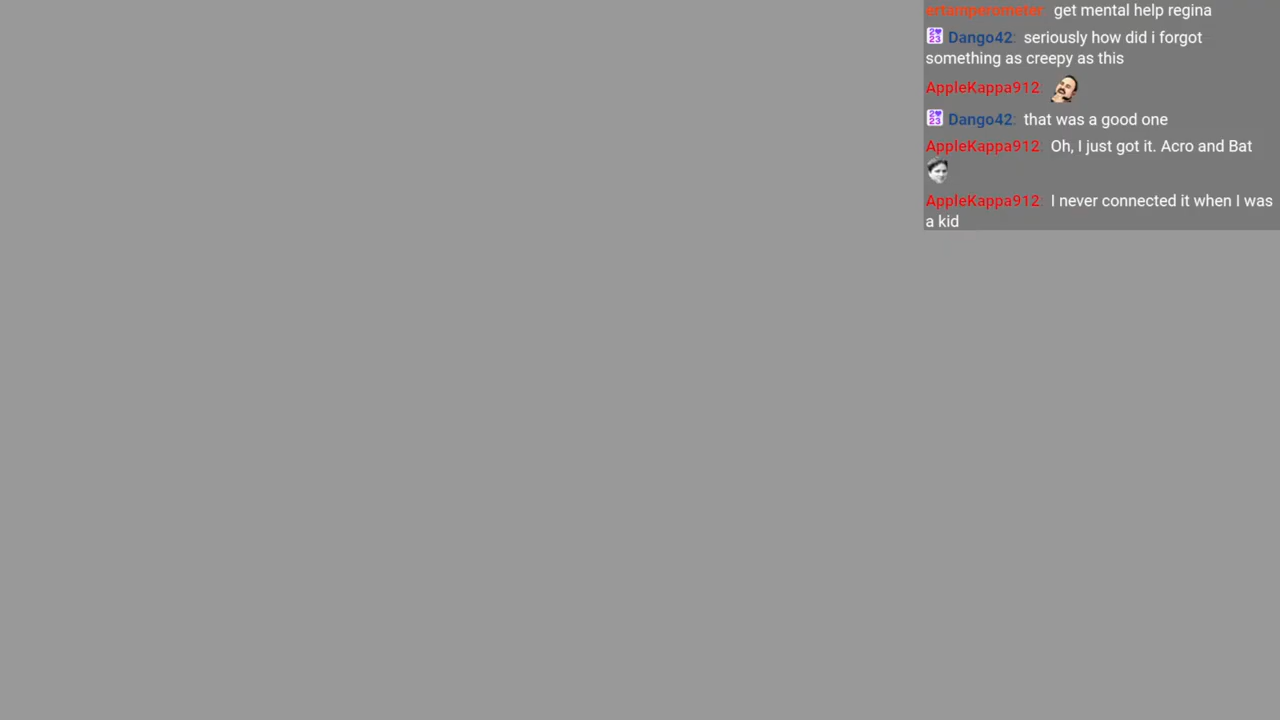 get mental help regina
Dango42: seriously how did i forgot
something as creepy as this
AppleKappa912:
Dango42: that was a good one
AppleKappa912: Oh, I just got it. Acro and Bat
AppleKappa912: I never connected it when I was
a kid